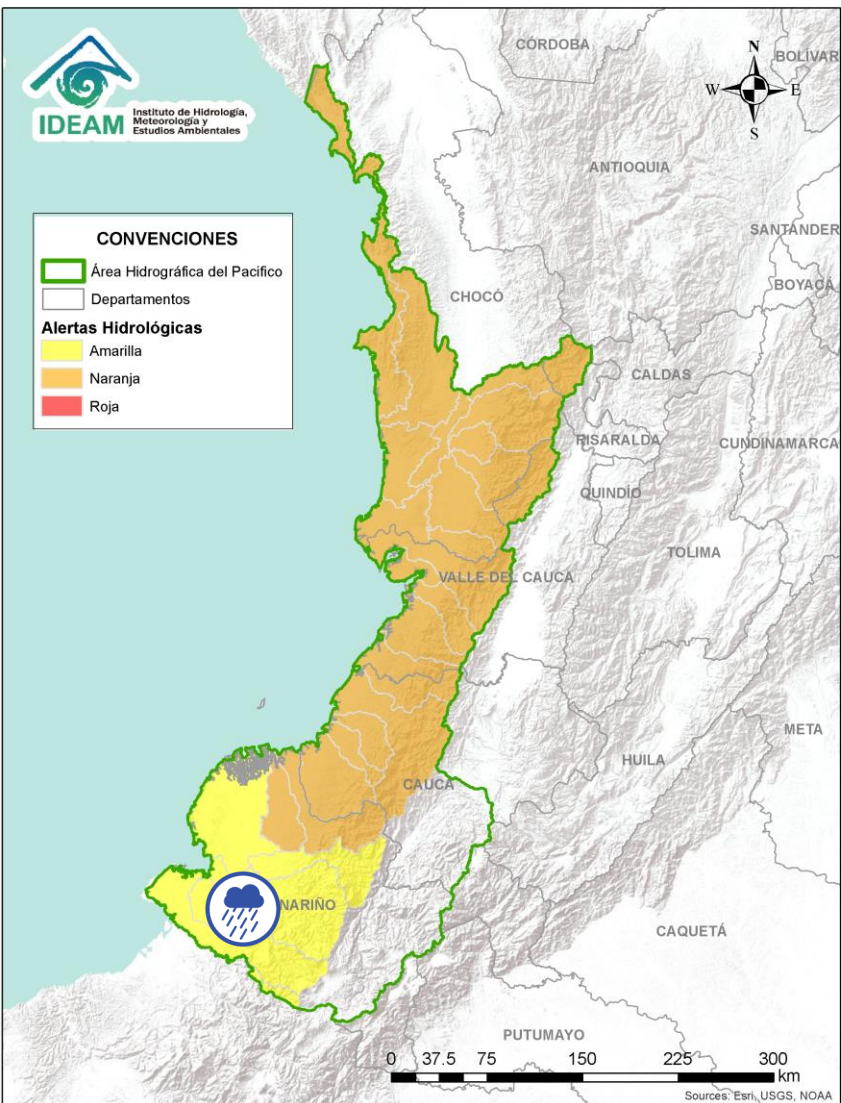 IDEAM
Instituto de Hidrología,
Meteorología y
Estudios Ambientales
N
W
E
S
CÓRDOBA
BOLÍVAR
ANTIOQUIA
SANTANDER
BOYACÁ
CHOCÓ
CALDAS
RISARALDA
CUNDINAMARCA
QUINDÍO
TOLIMA
VALLE DEL CAUCA
META
HUILA
CAUCA
NARIÑO
CAQUETÁ
PUTUMAYO
CONVENCIONES
Área Hidrográfica del Pacifico
Departamentos
Alertas Hidrológicas
Amarilla
Naranja
Roja
0 37.5 75 150 225 300
km
Sources: Esri, USGS, NOAA